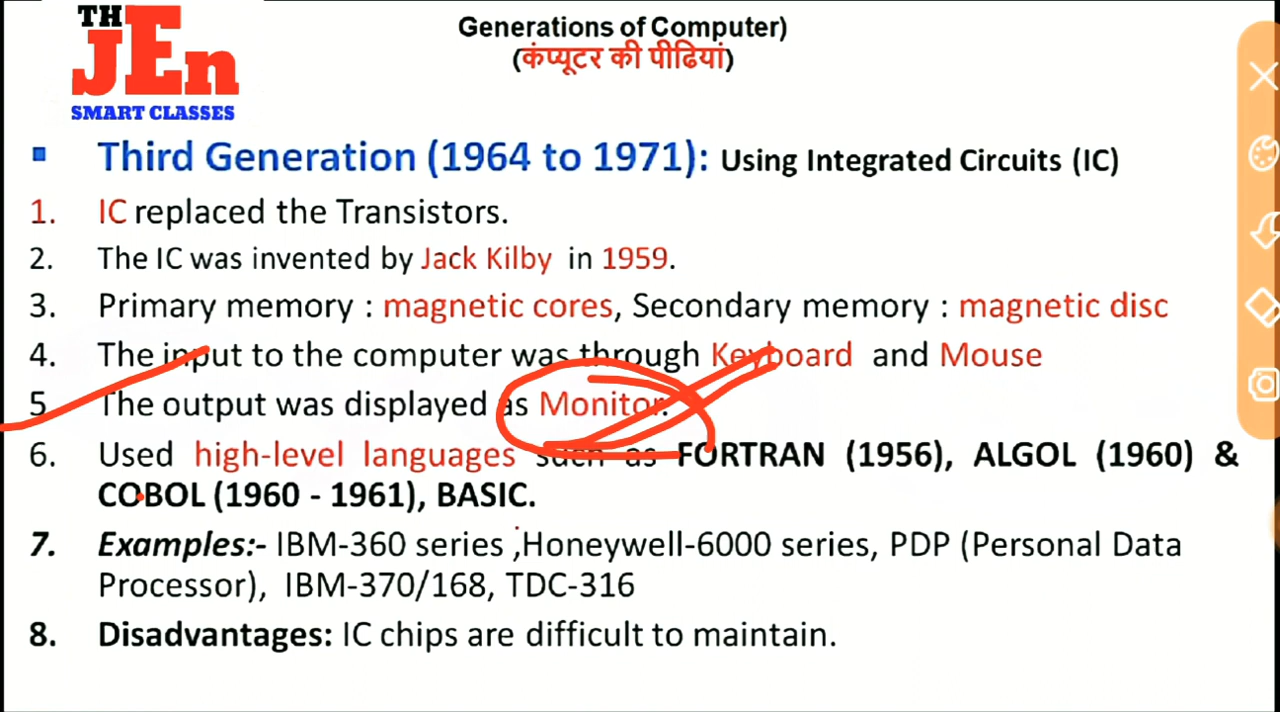 THE
JEn
SMART CLASSES
Generations of Computer)
(कंप्यूटर की पीढियां)
Third Generation (1964 to 1971): Using Integrated Circuits (IC)
1. IC replaced the Transistors.
2. The IC was invented by Jack Kilby in 1959.
3. Primary memory : magnetic cores, Secondary memory : magnetic disc
4. The input to the computer was through Keyboard and Mouse
5 The output was displayed as Monitor.
6. Used high-level languages such as FORTRAN (1956), ALGOL (1960) &
COBOL (1960 - 1961), BASIC.
7. Examples:- IBM-360 series ,Honeywell-6000 series, PDP (Personal Data
Processor), IBM-370/168, TDC-316
8. Disadvantages: IC chips are difficult to maintain.